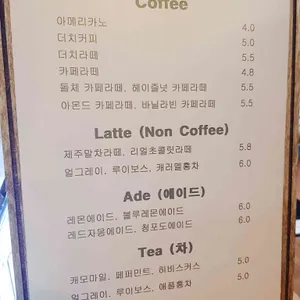 Coffee
아메리카노 4.0
더치커피 5.0
더치라떼 5.5
카페라떼 4.8
돌체 카페라떼, 헤이즐넛 카페라떼 5.5
아몬드 카페라떼, 바닐라빈 카페라떼 5.5
Latte (Non Coffee)
제주말차라떼, 리얼초콜릿라떼 5.8
얼그레이, 루이보스, 캐러멜홍차 6.0
Ade (에이드)
레몬에이드, 블루레몬에이드 6.0
레드자몽에이드, 청포도에이드 6.0
Tea (차)
캐모마일, 페퍼민트, 히비스커스 5.0
얼그레이, 루이보스, 애플홍차 5.0